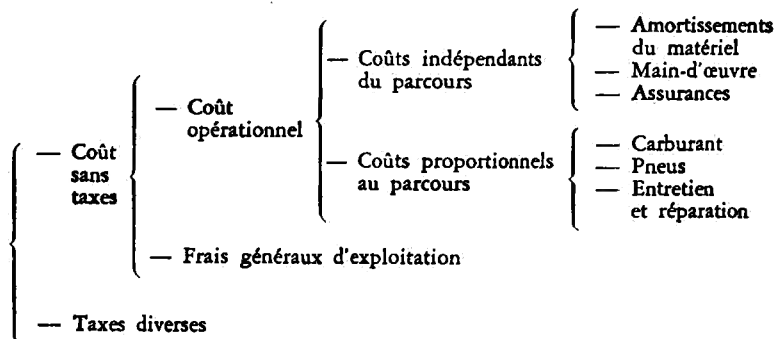 — Amortissements
du matériel
— Main-d'œuvre
— Assurances
— Coûts indépendants
du parcours
— Coût
opérationnel
— Coûts proportionnels
au parcours
— Carburant
— Pneus
— Entretien
et réparation
— Coût
sans
taxes
— Frais généraux d'exploitation
— Taxes diverses